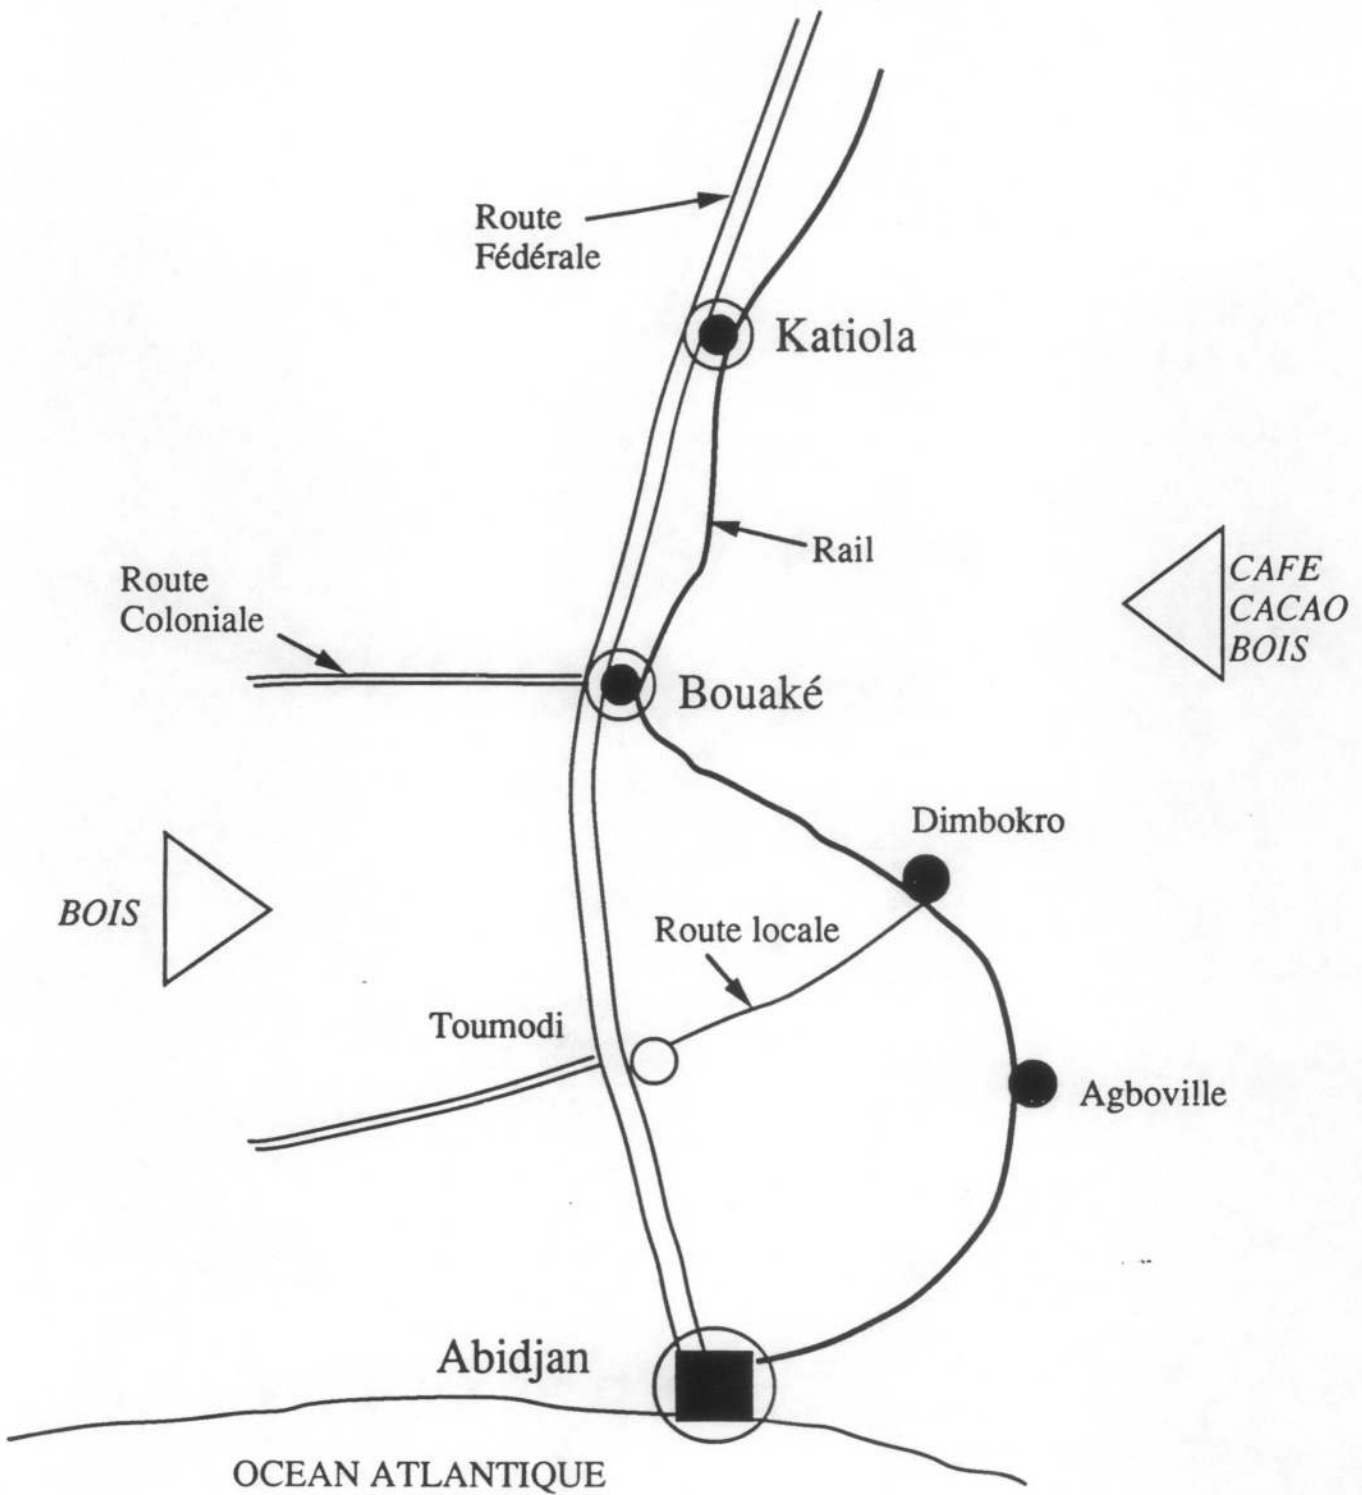 Route
Fédérale
Katiola
Rail
CAFE
CACAO
BOIS
Route
Coloniale
Bouaké
Dimbokro
BOIS
Route locale
Toumodi
Agboville
Abidjan
OCEAN ATLANTIQUE